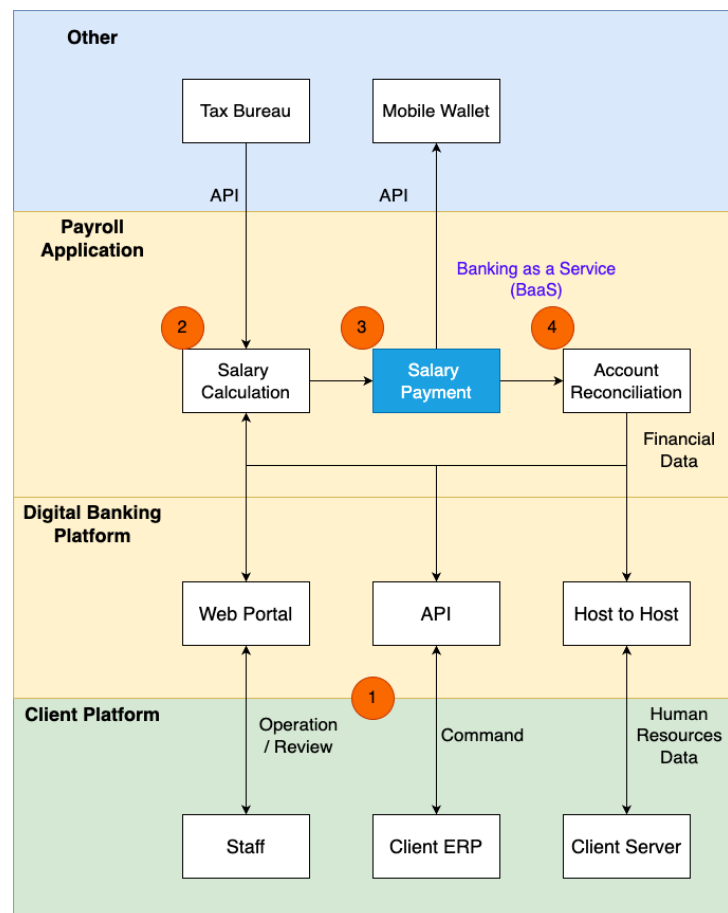 Other
Tax Bureau
Mobile Wallet
API
API
Payroll
Application
Banking as a Service
(BaaS)
2
3
4
Salary
Calculation
Salary
Payment
Account
Reconciliation
Financial
Data
Digital Banking
Platform
Web Portal
API
Host to Host
1
Client Platform
Operation
/ Review
Command
Human
Resources
Data
Staff
Client ERP
Client Server